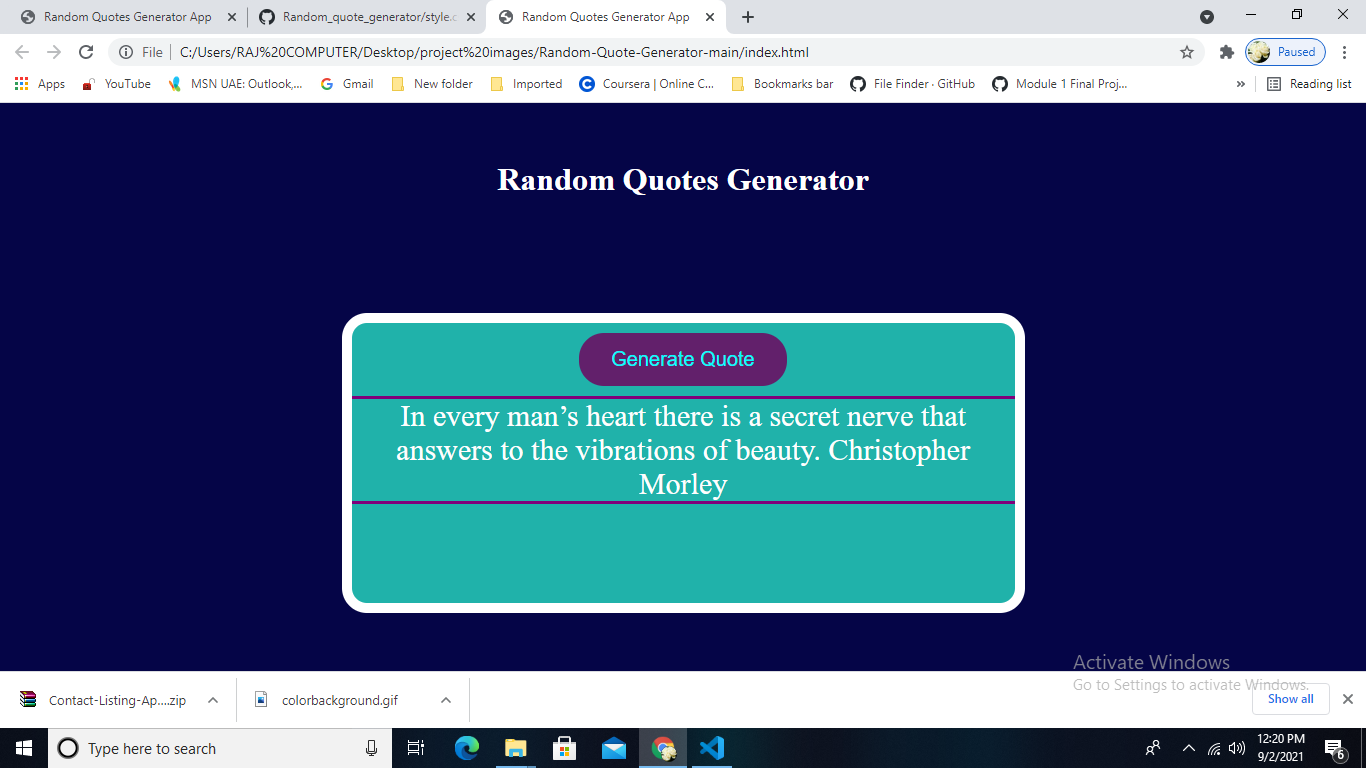 Random Quotes Generator App
Random_quote_generator/style.c
Random Quotes Generator App
File
C:/Users/RAJ%20COMPUTER/Desktop/project%20images/Random-Quote-Generator-main/index.html
Paused
Apps
YouTube
MSN UAE: Outlook,...
Gmail
New folder
Imported
Coursera | Online C...
Bookmarks bar
File Finder · GitHub
Module 1 Final Proj...
»
Reading list
Random Quotes Generator
Generate Quote
In every man’s heart there is a secret nerve that
answers to the vibrations of beauty. Christopher
Morley
Activate Windows
Go to Settings to activate Windows.
Contact-Listing-Ap....zip
colorbackground.gif
Show all
Type here to search
12:20 PM
9/2/2021
6